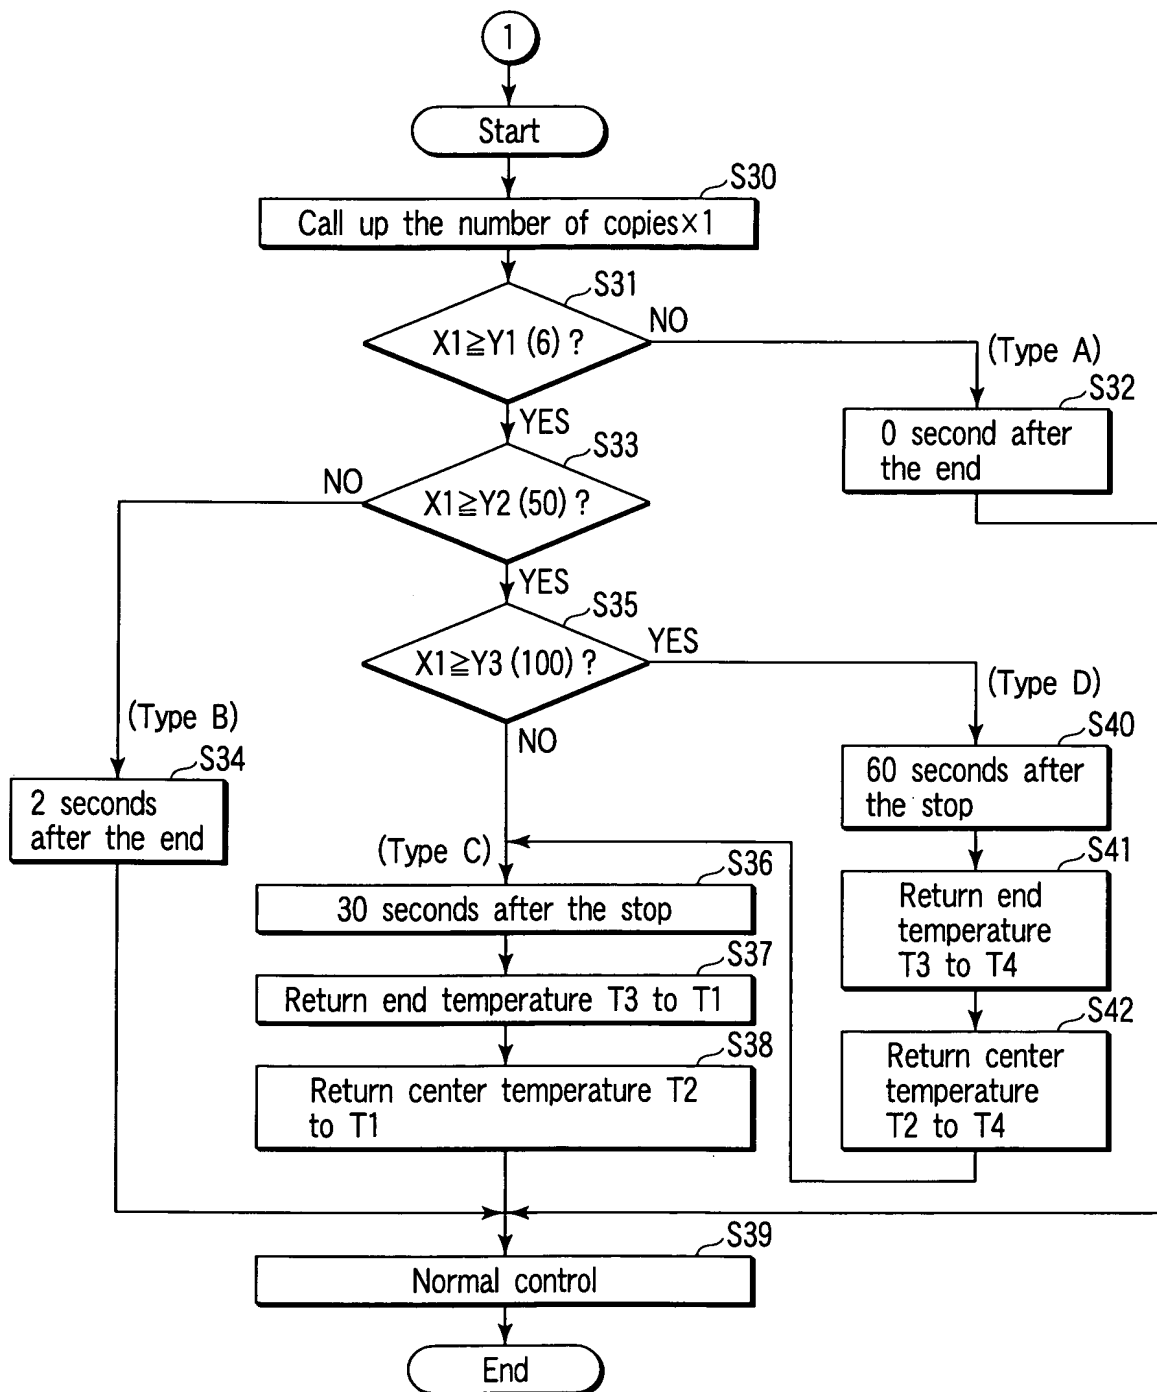 1
Start
S30
Call up the number of copies×1
S31
X1≧Y1 (6) ?
NO
YES
(Type A)
S32
0 second after
the end
S33
X1≧Y2 (50) ?
NO
YES
S35
X1≧Y3 (100) ?
YES
NO
(Type B)
S34
2 seconds
after the end
(Type D)
S40
60 seconds after
the stop
(Type C)
S36
30 seconds after the stop
S41
Return end
temperature
T3 to T4
S37
Return end temperature T3 to T1
S42
Return center
temperature
T2 to T4
S38
Return center temperature T2
to T1
S39
Normal control
End